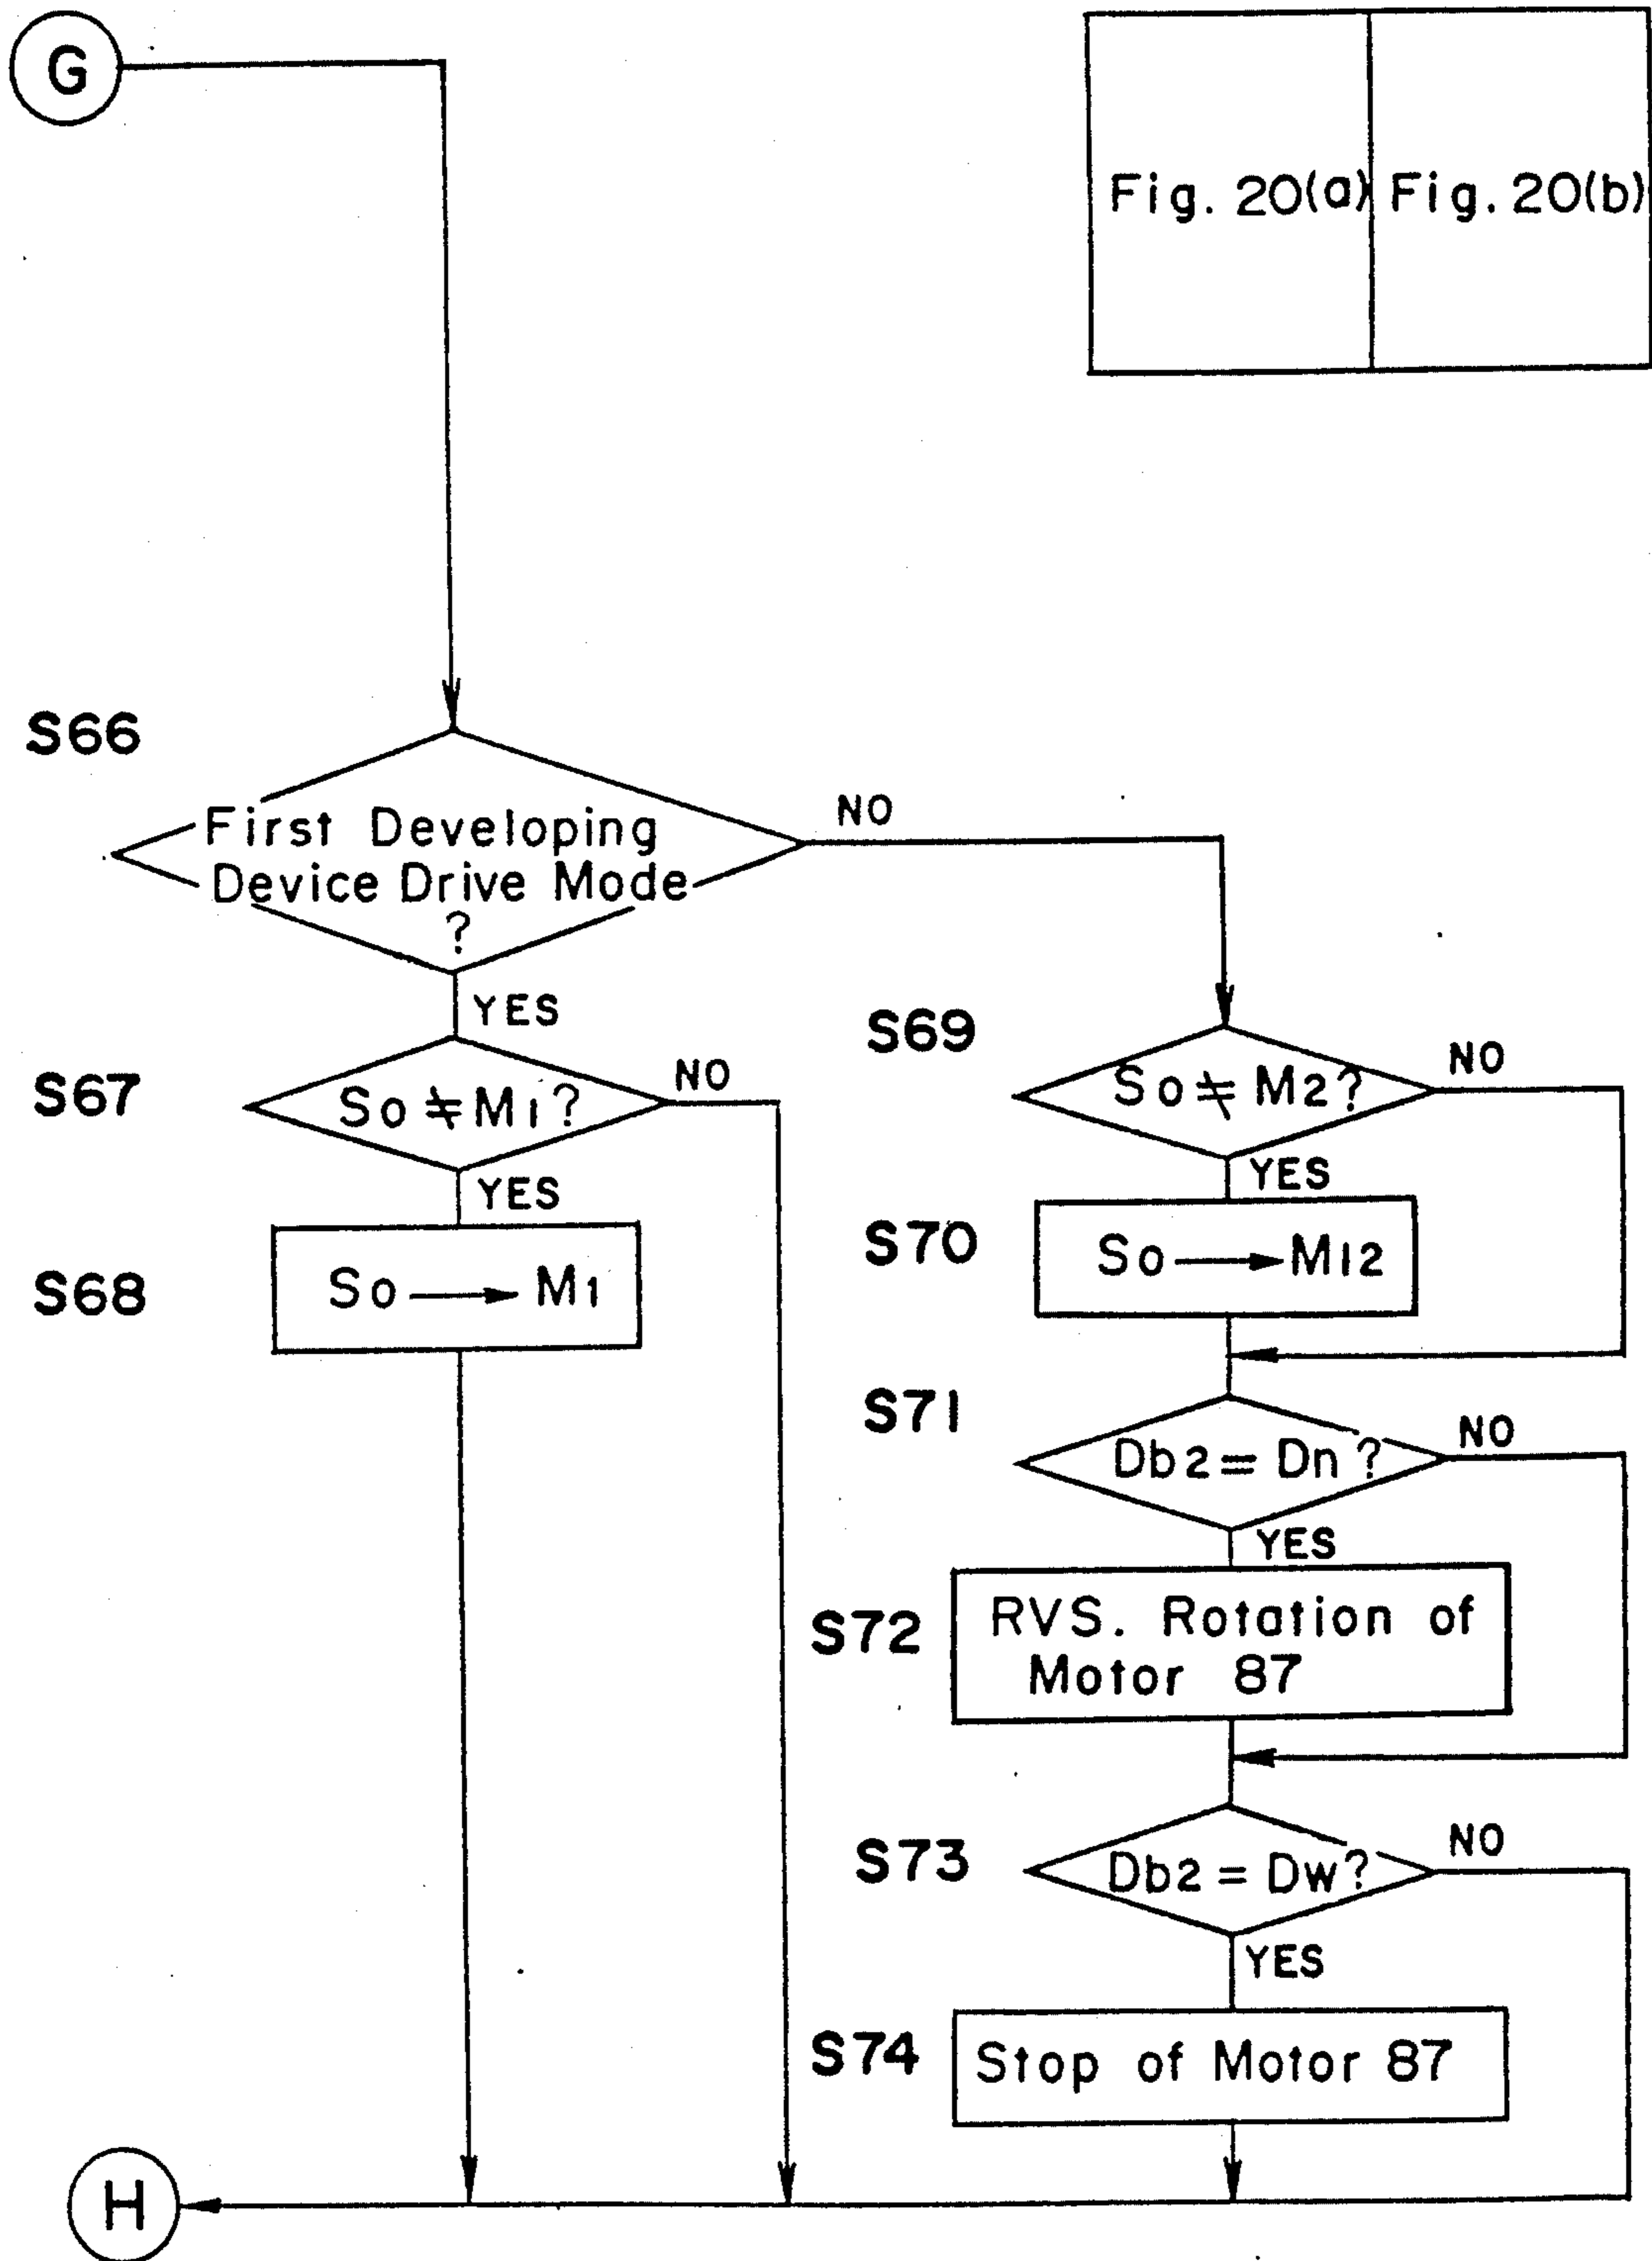 G
Fig. 20(a)
Fig. 20(b)
S66
First Developing
Device Drive Mode
?
NO
YES
S67
So ≠ M1?
NO
YES
S68
So → M1
S69
So ≠ M2?
NO
YES
S70
So → M12
S71
Db2 = Dn?
NO
YES
S72
RVS. Rotation of
Motor 87
S73
Db2 = Dw?
NO
YES
S74
Stop of Motor 87
H